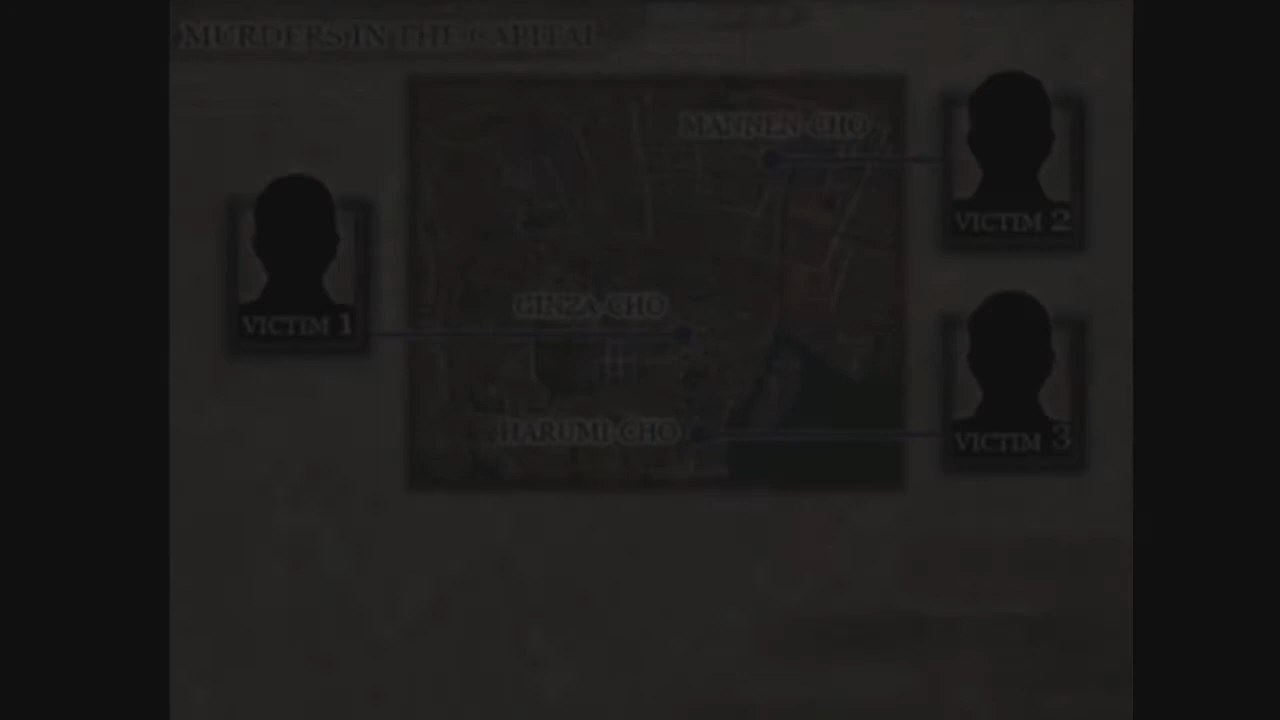 MURDERS IN THE CAPITAL
MANNEN CHO
VICTIM 2
GINZA CHO
VICTIM 1
HARUMI CHO
VICTIM 3